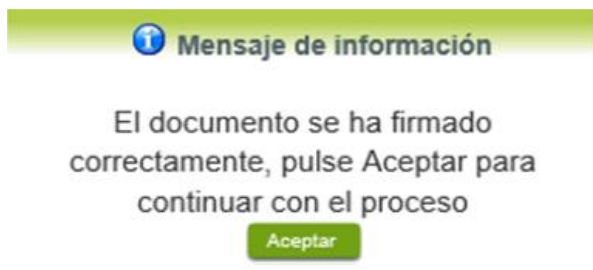 Mensaje de información
El documento se ha firmado
correctamente, pulse Aceptar para
continuar con el proceso
Aceptar